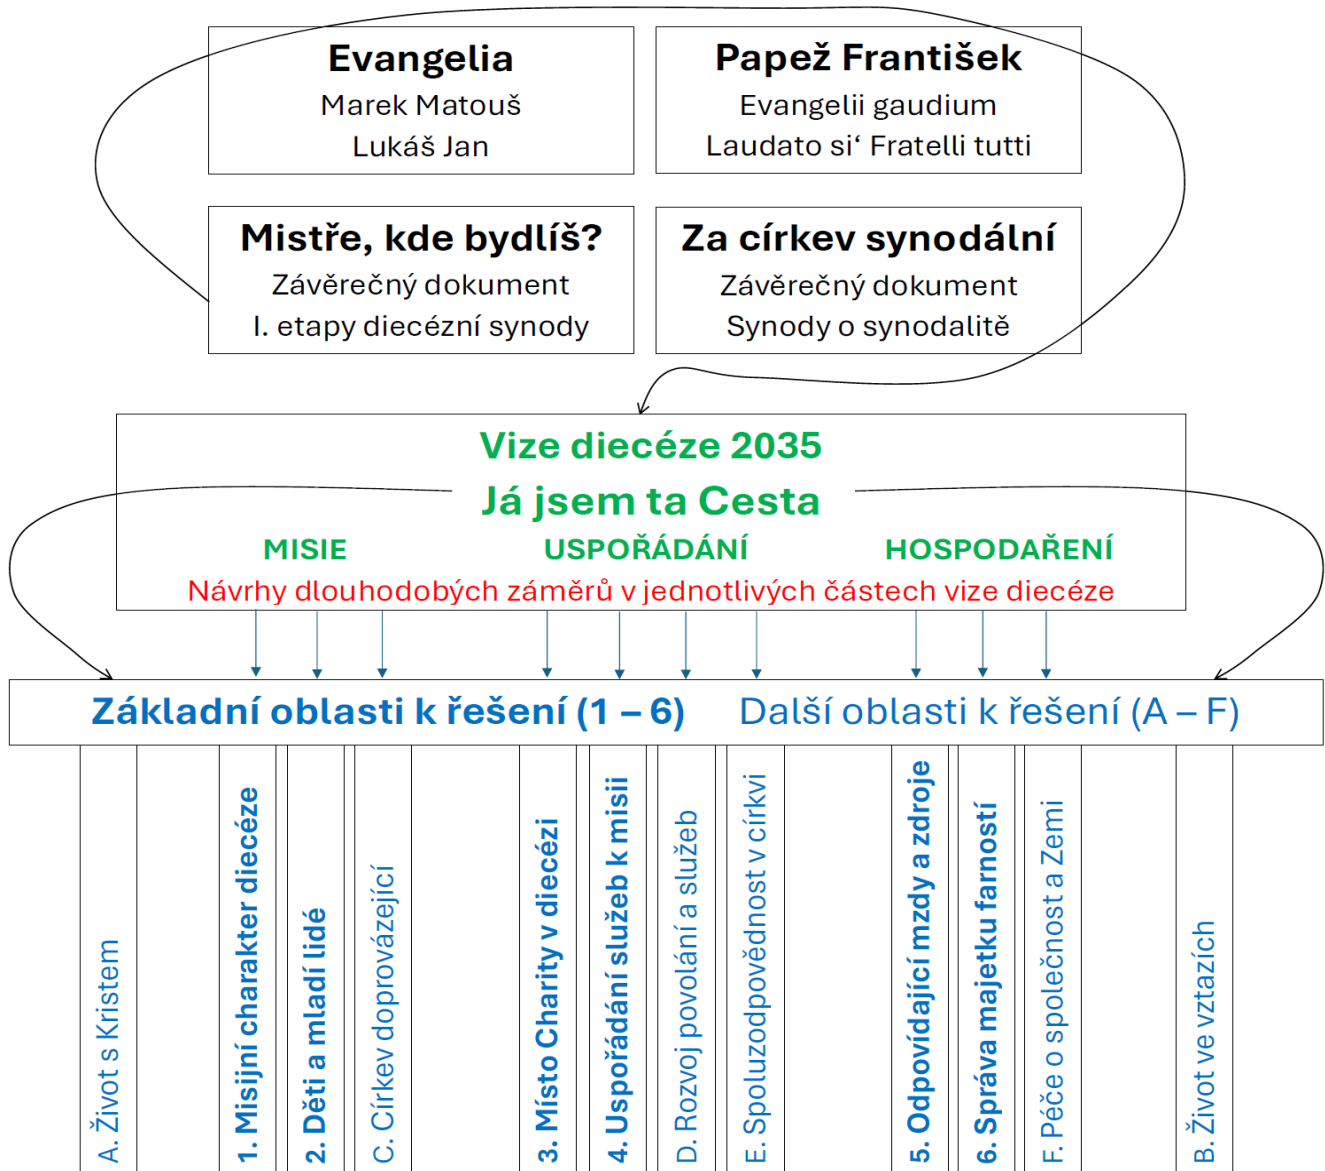 Evangelia
Marek Matouš
Lukáš Jan
Papež František
Evangelii gaudium
Laudato si‘ Fratelli tutti
Mistře, kde bydlíš?
Závěrečný dokument
I. etapy diecézní synody
Za církev synodální
Závěrečný dokument
Synody o synodalitě
Vize diecéze 2035
Já jsem ta Cesta
MISIE USPOŘÁDÁNÍ HOSPODAŘENÍ
Návrhy dlouhodobých záměrů v jednotlivých částech vize diecéze
Základní oblasti k řešení (1 – 6) Další oblasti k řešení (A – F)
A. Život s Kristem
1. Misijní charakter diecéze
2. Děti a mladí lidé
C. Církev doprovázející
3. Místo Charity v diecézi
4. Uspořádání služeb k misii
D. Rozvoj povolání a služeb
E. Spoluzodpovědnost v církvi
5. Odpovídající mzdy a zdroje
6. Správa majetku farností
F. Péče o společnost a Zemi
B. Život ve vztazích